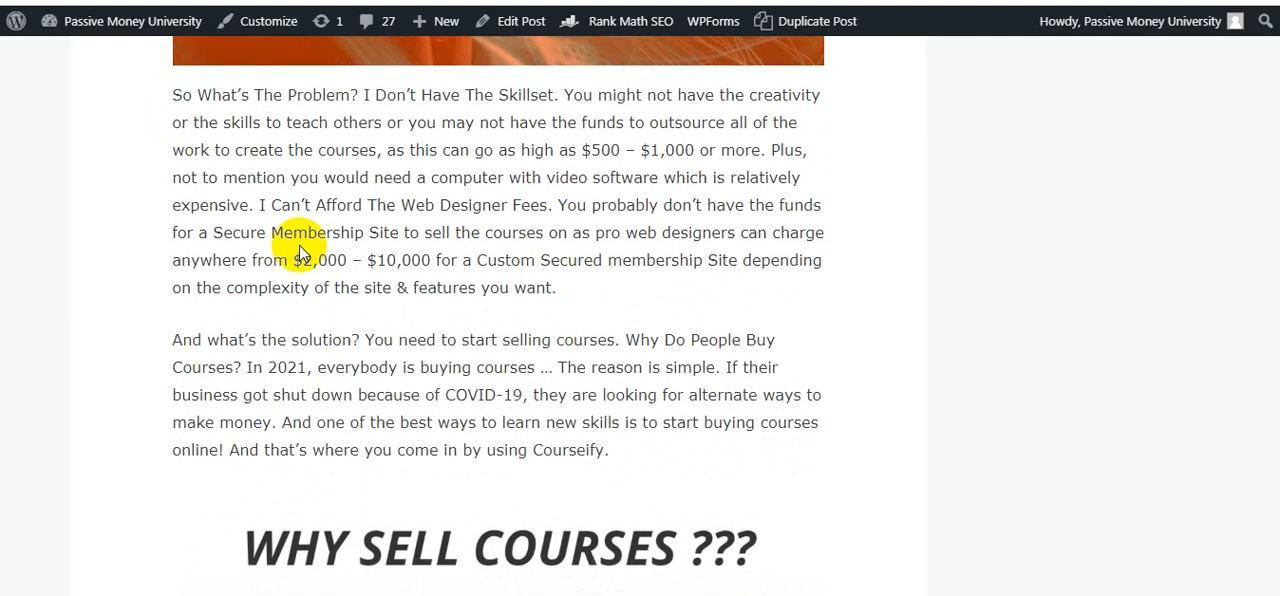 Passive Money University Customize 1 27 New Edit Post Rank Math SEO WPForms Duplicate Post Howdy, Passive Money University
So What's The Problem? I Don't Have The Skillset. You might not have the creativity
or the skills to teach others or you may not have the funds to outsource all of the
work to create the courses, as this can go as high as $500 – $1,000 or more. Plus,
not to mention you would need a computer with video software which is relatively
expensive. I Can't Afford The Web Designer Fees. You probably don't have the funds
for a Secure Membership Site to sell the courses on as pro web designers can charge
anywhere from $2,000 – $10,000 for a Custom Secured membership Site depending
on the complexity of the site & features you want.
And what's the solution? You need to start selling courses. Why Do People Buy
Courses? In 2021, everybody is buying courses … The reason is simple. If their
business got shut down because of COVID-19, they are looking for alternate ways to
make money. And one of the best ways to learn new skills is to start buying courses
online! And that's where you come in by using Courseify.
WHY SELL COURSES ???